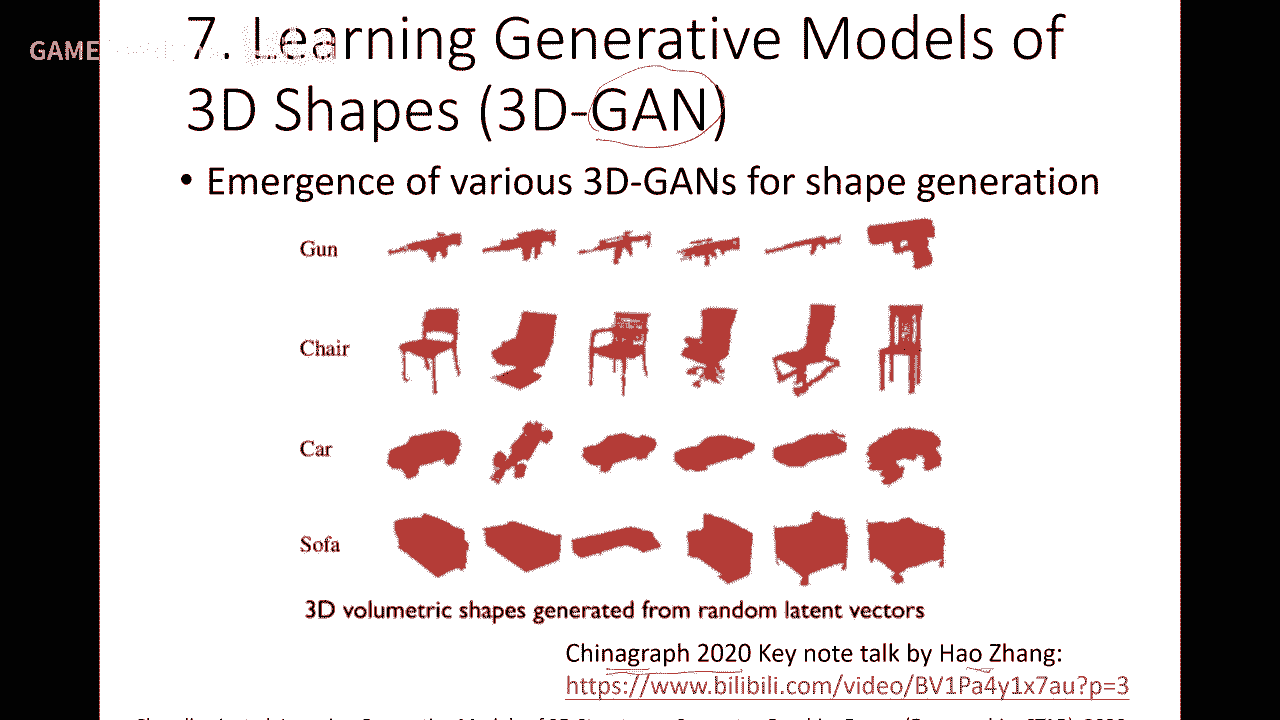 GAME
7. Learning Generative Models of
3D Shapes (3D-GAN)
• Emergence of various 3D-GANs for shape generation
Gun
Chair
Car
Sofa
3D volumetric shapes generated from random latent vectors
Chinagraph 2020 Key note talk by Hao Zhang:
https://www.bilibili.com/video/BV1Pa4y1x7au?p=3